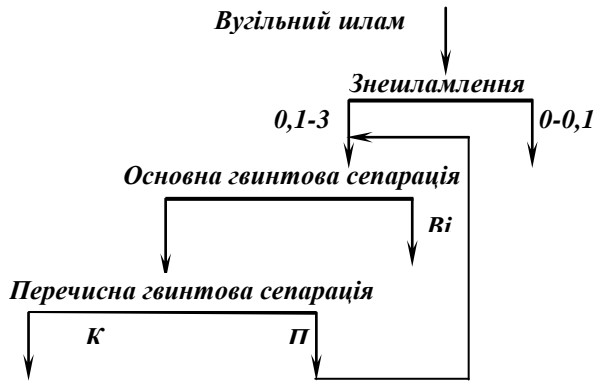 Вугільний шлам
Знешламлення
0,1-3
0-0,1
Основна гвинтова сепарація
Ві
Перечисна гвинтова сепарація
К
П